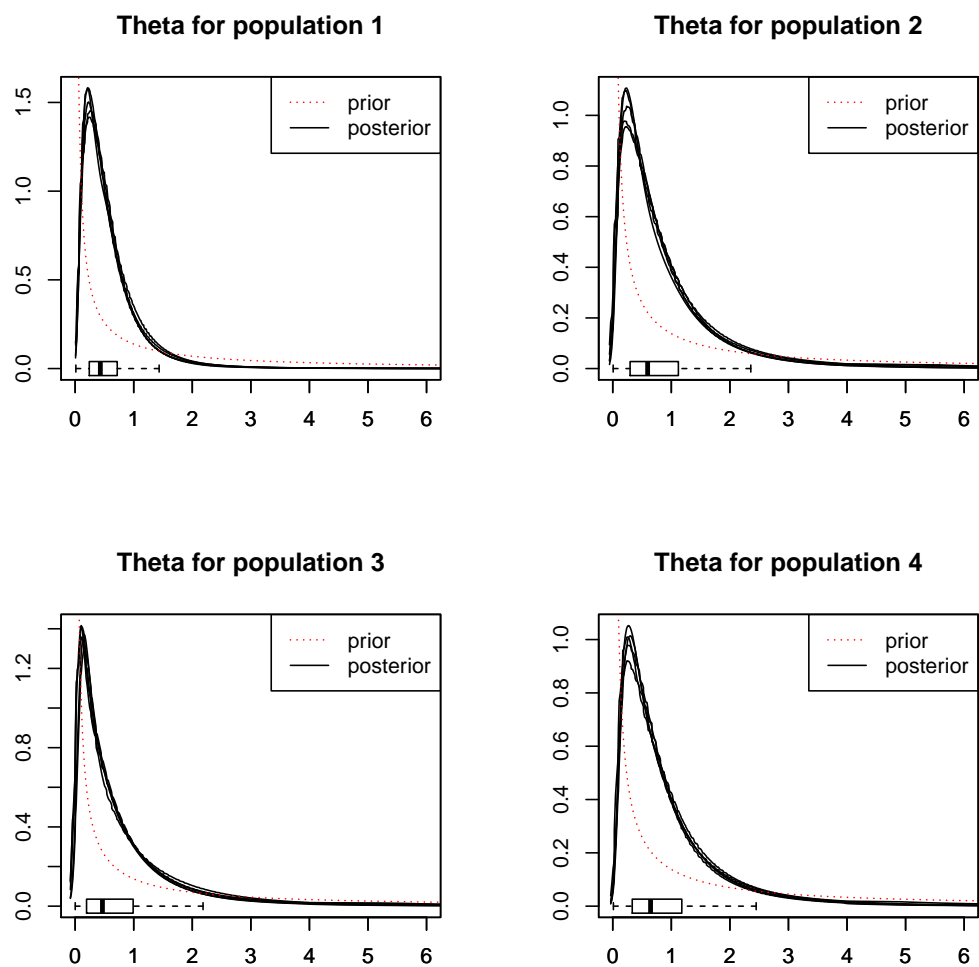 Theta for population 1
prior
posterior
0.0 0.5 1.0 1.5
0 1 2 3 4 5 6
Theta for population 2
prior
posterior
0.0 0.2 0.4 0.6 0.8 1.0
0 1 2 3 4 5 6
Theta for population 3
prior
posterior
0.0 0.4 0.8 1.2
0 1 2 3 4 5 6
Theta for population 4
prior
posterior
0.0 0.2 0.4 0.6 0.8 1.0
0 1 2 3 4 5 6